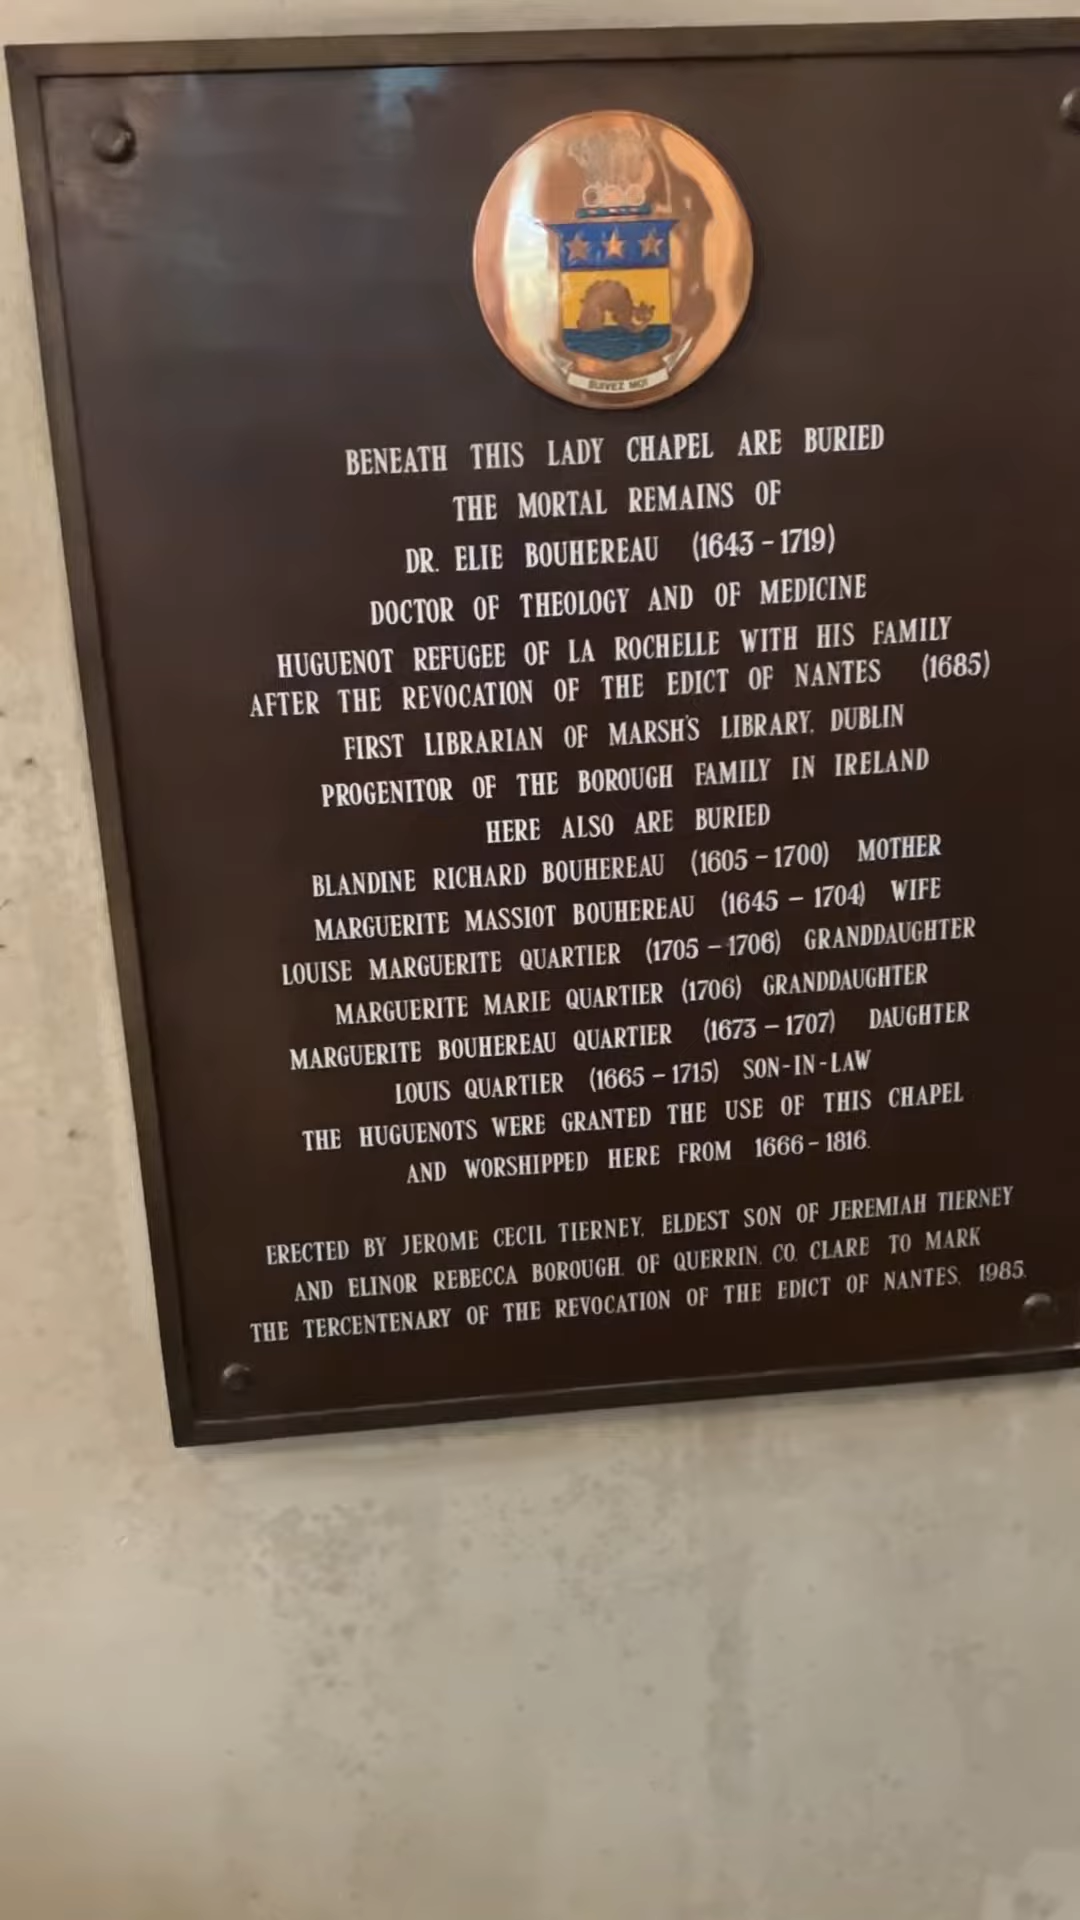 SUIVEZ MOI
BENEATH THIS LADY CHAPEL ARE BURIED
THE MORTAL REMAINS OF
DR. ELIE BOUHEREAU (1643 – 1719)
DOCTOR OF THEOLOGY AND OF MEDICINE
HUGUENOT REFUGEE OF LA ROCHELLE WITH HIS FAMILY
AFTER THE REVOCATION OF THE EDICT OF NANTES (1685)
FIRST LIBRARIAN OF MARSH'S LIBRARY, DUBLIN
PROGENITOR OF THE BOROUGH FAMILY IN IRELAND
HERE ALSO ARE BURIED
BLANDINE RICHARD BOUHEREAU (1605 – 1700) MOTHER
MARGUERITE MASSIOT BOUHEREAU (1645 – 1704) WIFE
LOUISE MARGUERITE QUARTIER (1705 – 1706) GRANDDAUGHTER
MARGUERITE MARIE QUARTIER (1706) GRANDDAUGHTER
MARGUERITE BOUHEREAU QUARTIER (1673 – 1707) DAUGHTER
LOUIS QUARTIER (1665 – 1715) SON-IN-LAW
THE HUGUENOTS WERE GRANTED THE USE OF THIS CHAPEL
AND WORSHIPPED HERE FROM 1666 – 1816.
ERECTED BY JEROME CECIL TIERNEY, ELDEST SON OF JEREMIAH TIERNEY
AND ELINOR REBECCA BOROUGH, OF QUERRIN, CO. CLARE TO MARK
THE TERCENTENARY OF THE REVOCATION OF THE EDICT OF NANTES, 1985.